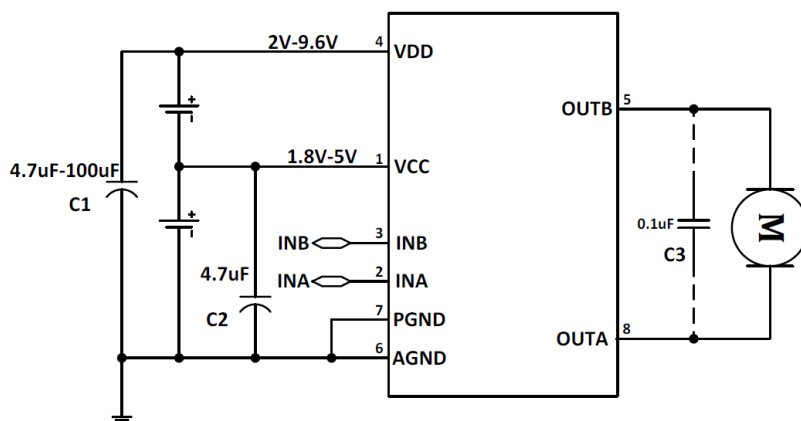 2V-9.6V
4
VDD
+
5
OUTB
4.7uF-100uF
C1
1.8V-5V
1
VCC
+
INB
3
INB
0.1uF
M
C3
4.7uF
INA
2
INA
C2
7
PGND
6
AGND
OUTA
8